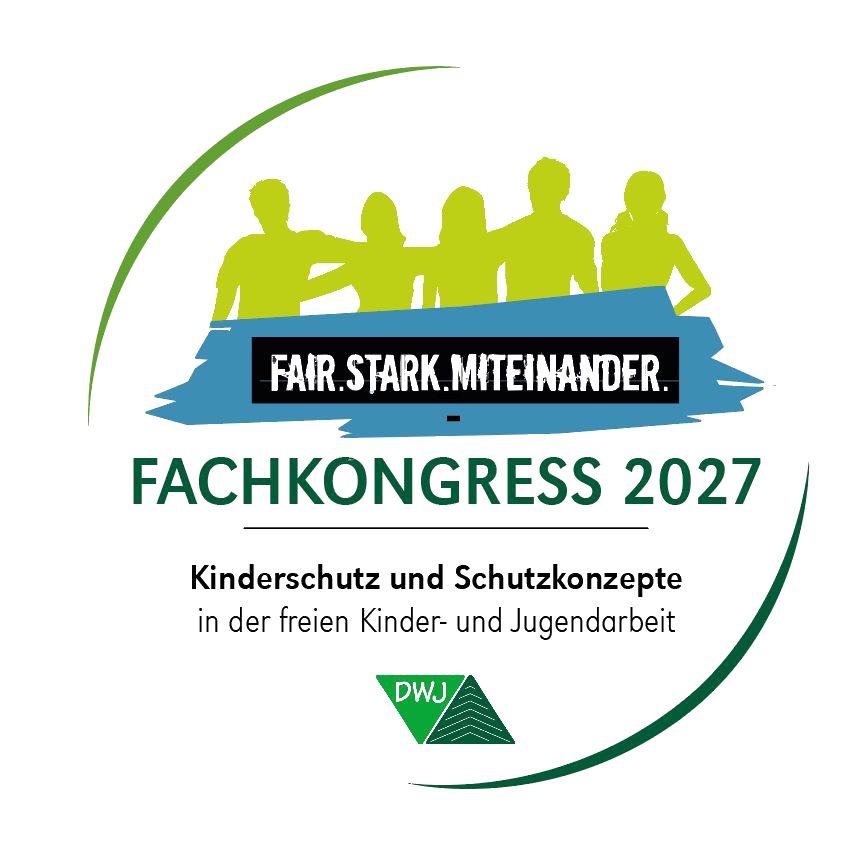 FAIR.STARK.MITEINANDER.
-
FACHKONGRESS 2027
Kinderschutz und Schutzkonzepte
in der freien Kinder- und Jugendarbeit
DWJ